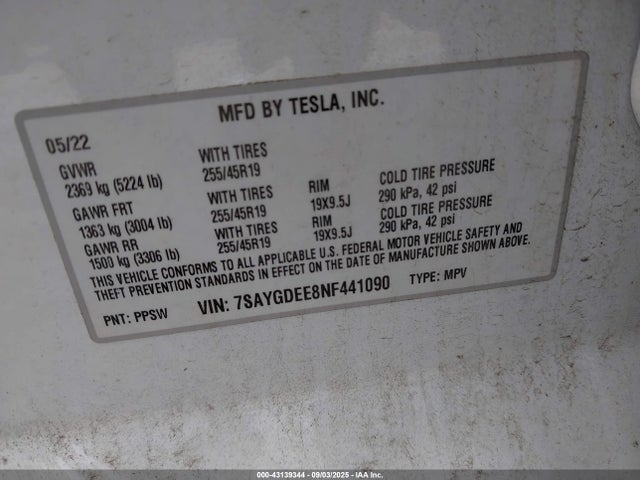 MFD BY TESLA, INC.
05/22
GVWR
2369 kg (5224 lb) WITH TIRES 255/45R19
GAWR FRT
1363 kg (3004 lb) WITH TIRES 255/45R19 RIM 19X9.5J COLD TIRE PRESSURE 290 kPa, 42 psi
GAWR RR
1500 kg (3306 lb) WITH TIRES 255/45R19 RIM 19X9.5J COLD TIRE PRESSURE 290 kPa, 42 psi
THIS VEHICLE CONFORMS TO ALL APPLICABLE U.S. FEDERAL MOTOR VEHICLE SAFETY AND
THEFT PREVENTION STANDARDS IN EFFECT ON THE DATE OF MANUFACTURE SHOWN ABOVE.
PNT: PPSW VIN: 7SAYGDEE8NF441090 TYPE: MPV
000-43139344 - 09/03/2025 - IAA Inc.